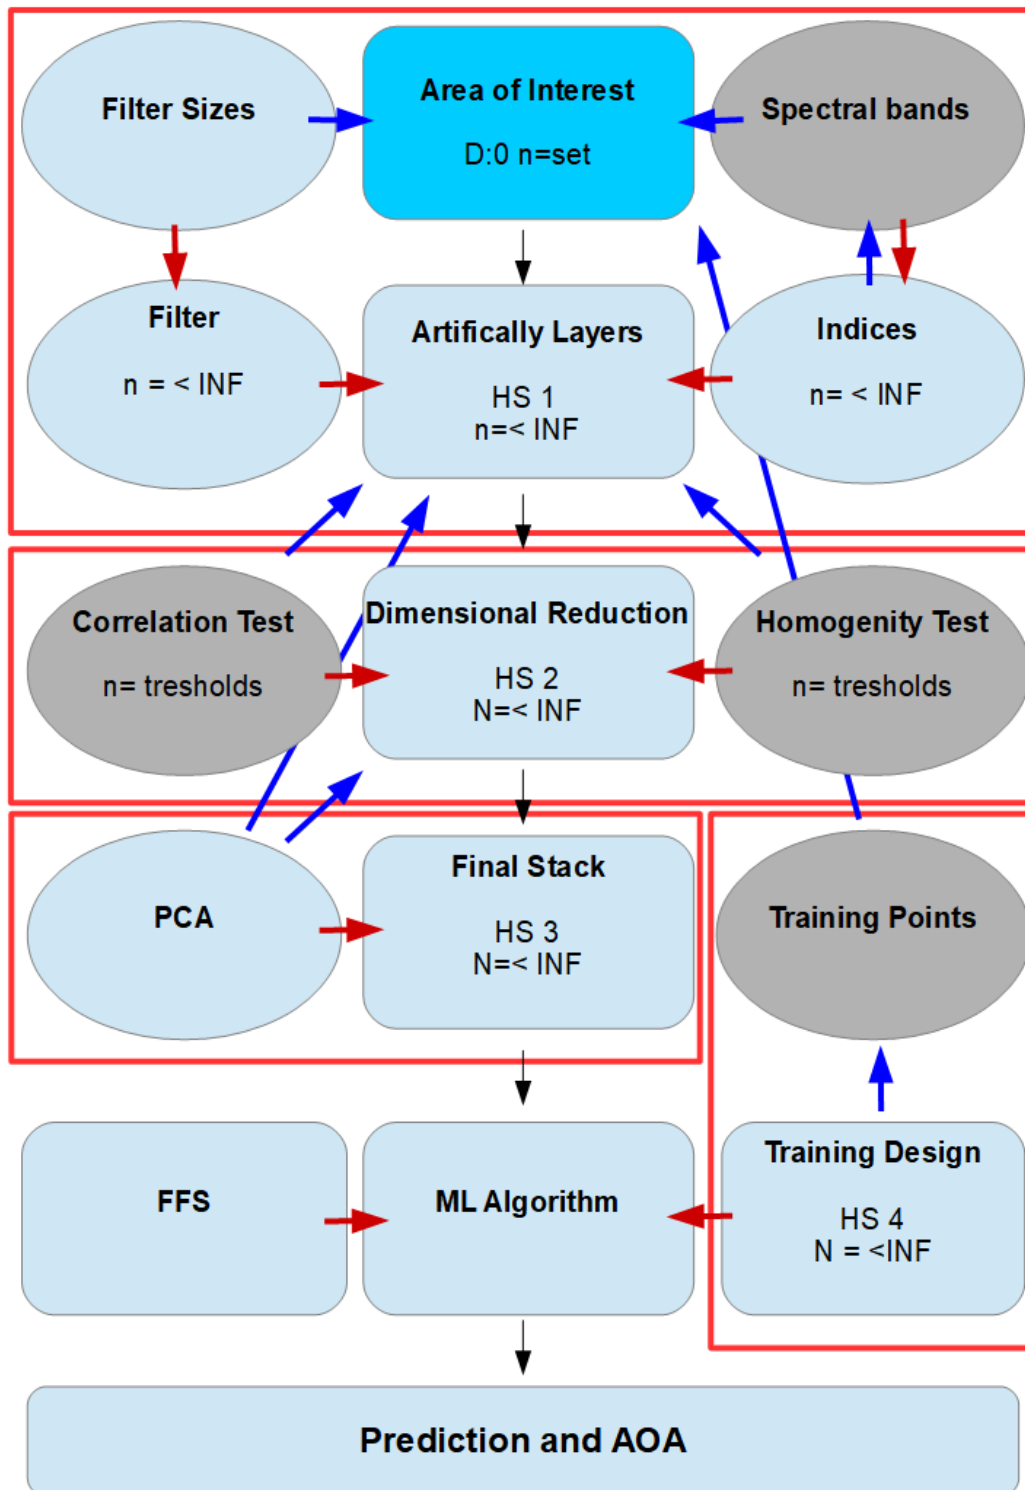 Filter Sizes
Area of Interest
D:0 n=set
Spectral bands
Filter
n = < INF
Artifically Layers
HS 1
n=< INF
Indices
n= < INF
Correlation Test
n= tresholds
Dimensional Reduction
HS 2
N=< INF
Homogenity Test
n= tresholds
PCA
Final Stack
HS 3
N=< INF
Training Points
FFS
ML Algorithm
Training Design
HS 4
N = <INF
Prediction and AOA